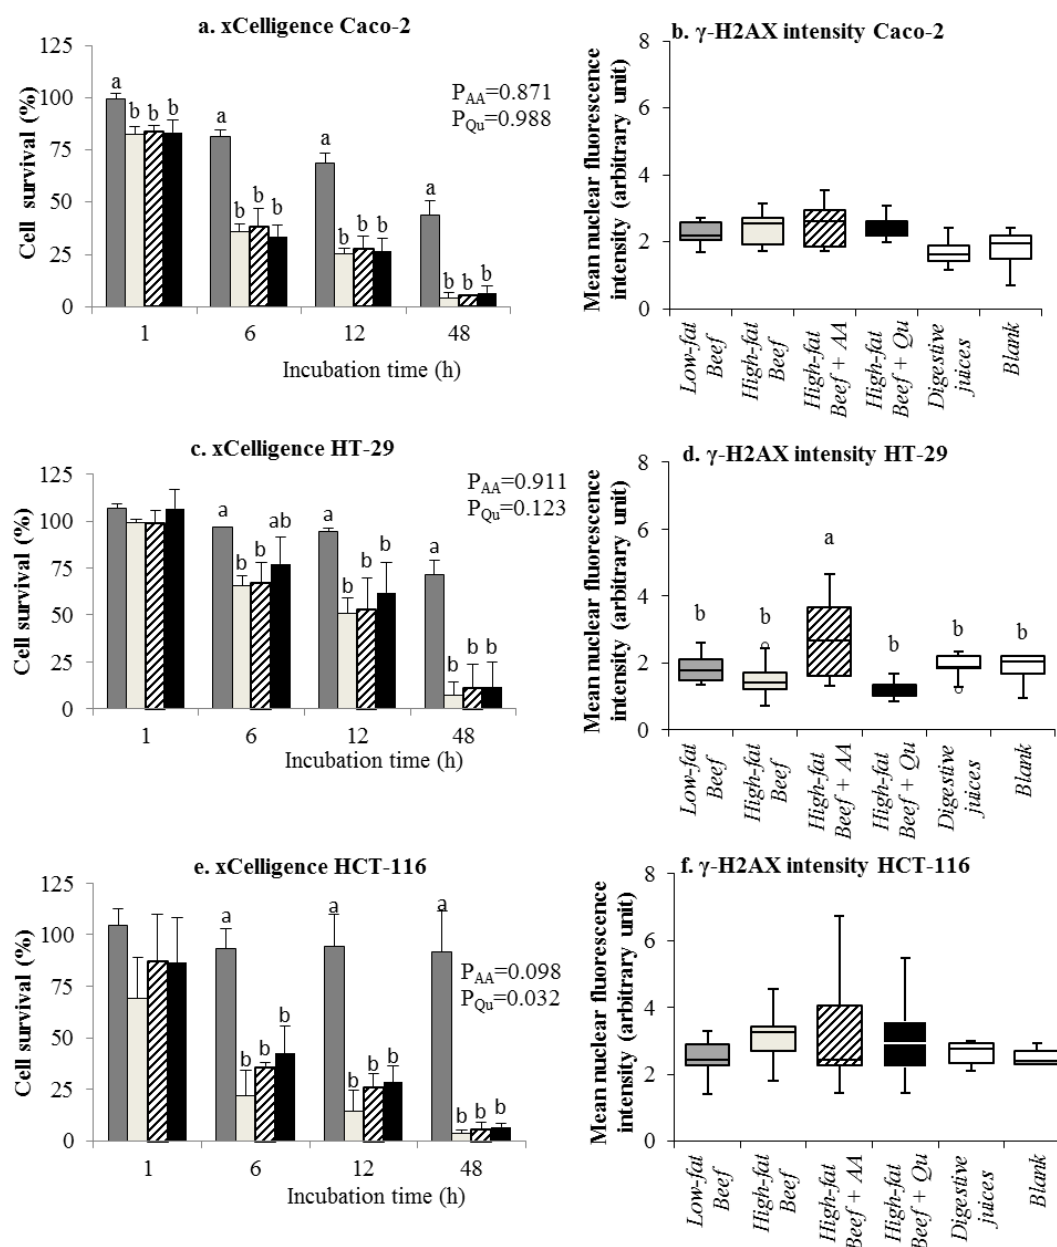 a. xCelligence Caco-2
Cell survival (%)
125
100
75
50
25
0
P_AA=0.871
P_Qu=0.988
a
b b b
a
b b b
a
b b b
a
b b b
1 6 12 48
Incubation time (h)
b. γ-H2AX intensity Caco-2
Mean nuclear fluorescence
intensity (arbitrary unit)
8
6
4
2
0
Low-fat
Beef
High-fat
Beef
High-fat
Beef + AA
High-fat
Beef + Qu
Digestive
juices
Blank
c. xCelligence HT-29
Cell survival (%)
125
100
75
50
25
0
P_AA=0.911
P_Qu=0.123
a b b ab
a b b b
a b b b
1 6 12 48
Incubation time (h)
d. γ-H2AX intensity HT-29
Mean nuclear fluorescence
intensity (arbitrary unit)
8
6
4
2
0
b b a b b b
Low-fat
Beef
High-fat
Beef
High-fat
Beef + AA
High-fat
Beef + Qu
Digestive
juices
Blank
e. xCelligence HCT-116
Cell survival (%)
125
100
75
50
25
0
P_AA=0.098
P_Qu=0.032
a b b b
a b b b
a b b b
1 6 12 48
Incubation time (h)
f. γ-H2AX intensity HCT-116
Mean nuclear fluorescence
intensity (arbitrary unit)
8
6
4
2
0
Low-fat
Beef
High-fat
Beef
High-fat
Beef + AA
High-fat
Beef + Qu
Digestive
juices
Blank